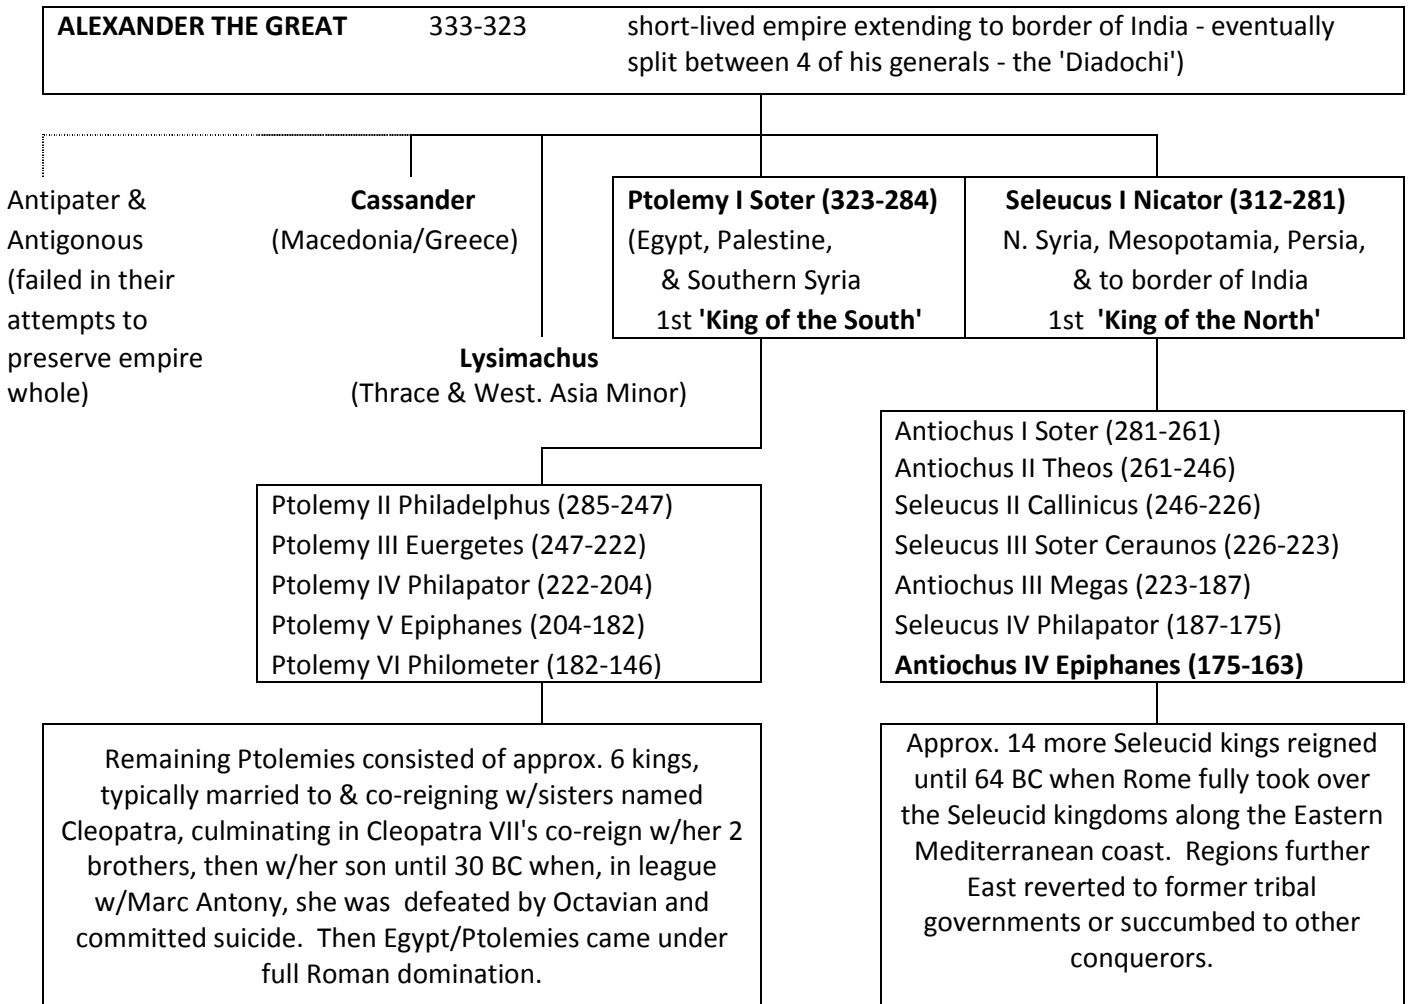 ALEXANDER THE GREAT 333-323 short-lived empire extending to border of India - eventually
split between 4 of his generals - the 'Diadochi')
Antipater &
Antigonous
(failed in their
attempts to
preserve empire
whole)
Cassander
(Macedonia/Greece)
Lysimachus
(Thrace & West. Asia Minor)
Ptolemy I Soter (323-284)
(Egypt, Palestine,
& Southern Syria
1st 'King of the South'
Seleucus I Nicator (312-281)
N. Syria, Mesopotamia, Persia,
& to border of India
1st 'King of the North'
Ptolemy II Philadelphus (285-247)
Ptolemy III Euergetes (247-222)
Ptolemy IV Philapator (222-204)
Ptolemy V Epiphanes (204-182)
Ptolemy VI Philometer (182-146)
Antiochus I Soter (281-261)
Antiochus II Theos (261-246)
Seleucus II Callinicus (246-226)
Seleucus III Soter Ceraunos (226-223)
Antiochus III Megas (223-187)
Seleucus IV Philapator (187-175)
Antiochus IV Epiphanes (175-163)
Remaining Ptolemies consisted of approx. 6 kings,
typically married to & co-reigning w/sisters named
Cleopatra, culminating in Cleopatra VII's co-reign w/her 2
brothers, then w/her son until 30 BC when, in league
w/Marc Antony, she was defeated by Octavian and
committed suicide. Then Egypt/Ptolemies came under
full Roman domination.
Approx. 14 more Seleucid kings reigned
until 64 BC when Rome fully took over
the Seleucid kingdoms along the Eastern
Mediterranean coast. Regions further
East reverted to former tribal
governments or succumbed to other
conquerors.